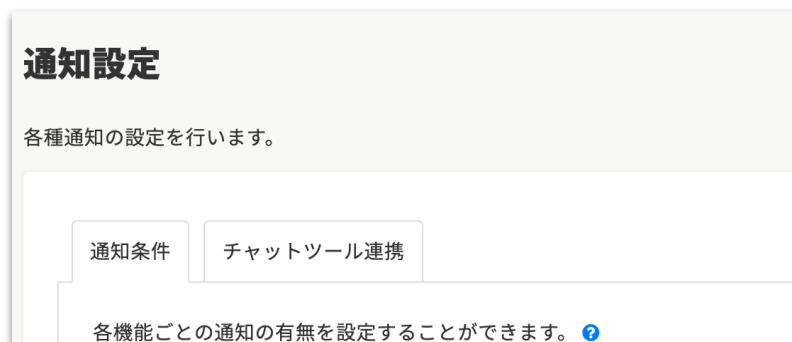 通知設定
各種通知の設定を行います。
通知条件
チャットツール連携
各機能ごとの通知の有無を設定することができます。